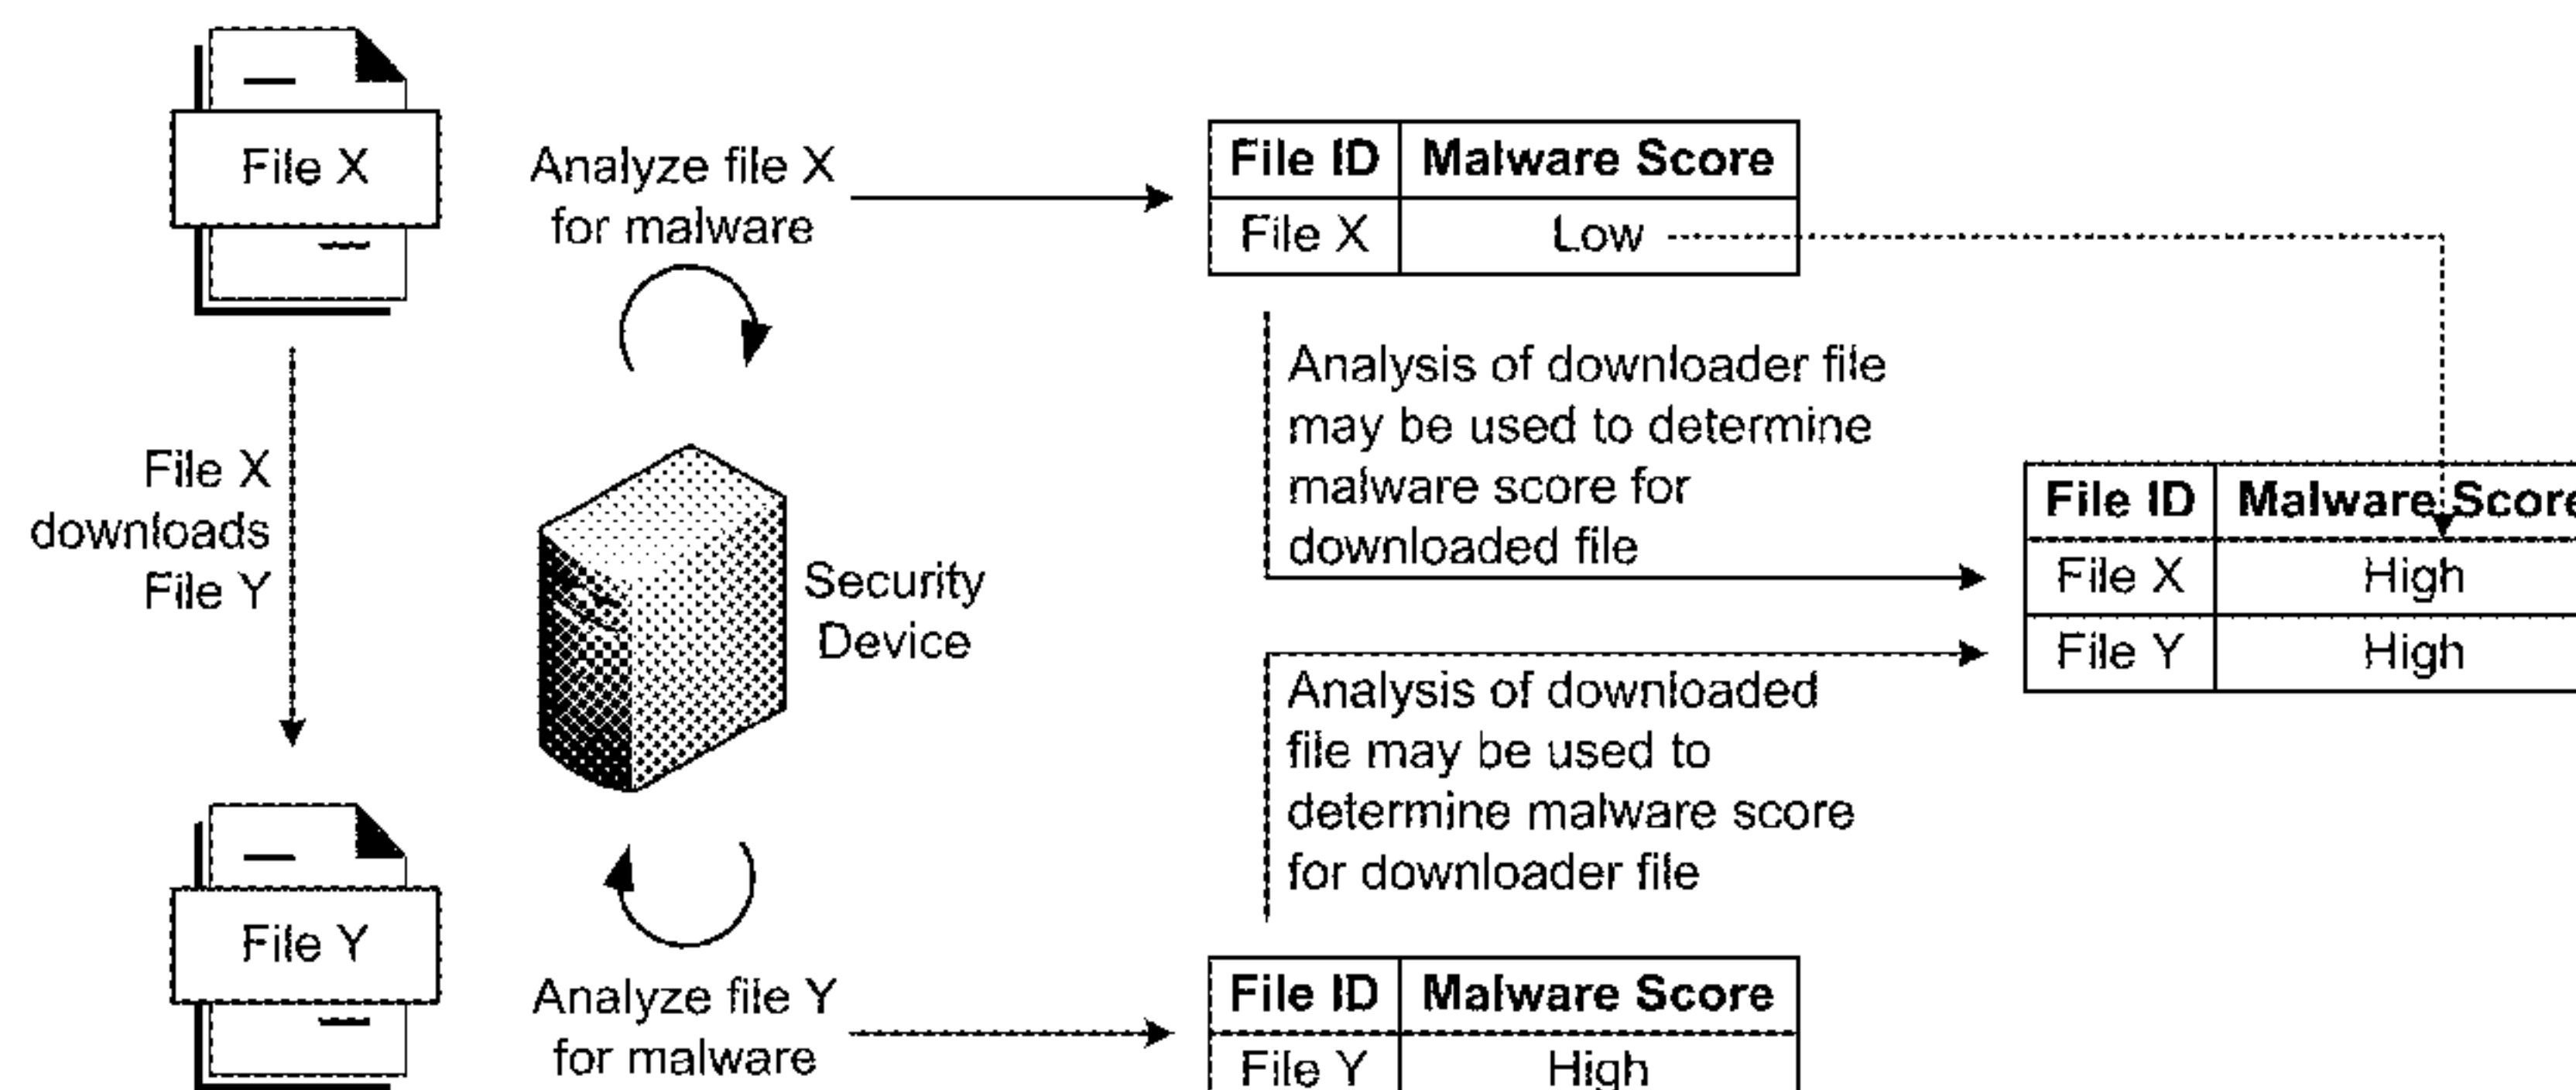 File X
Analyze file X
for malware
File ID Malware Score
File X Low
File X
downloads
File Y
Security
Device
Analysis of downloader file
may be used to determine
malware score for
downloaded file
File ID Malware Score
File X High
File Y High
Analysis of downloaded
file may be used to
determine malware score
for downloader file
File Y
Analyze file Y
for malware
File ID Malware Score
File Y High